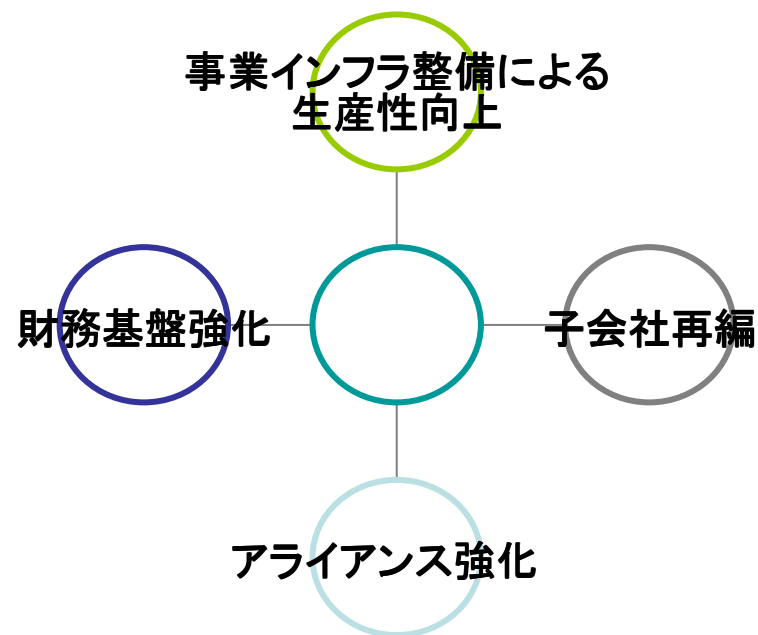 事業インフラ整備による
生産性向上
財務基盤強化
子会社再編
アライアンス強化